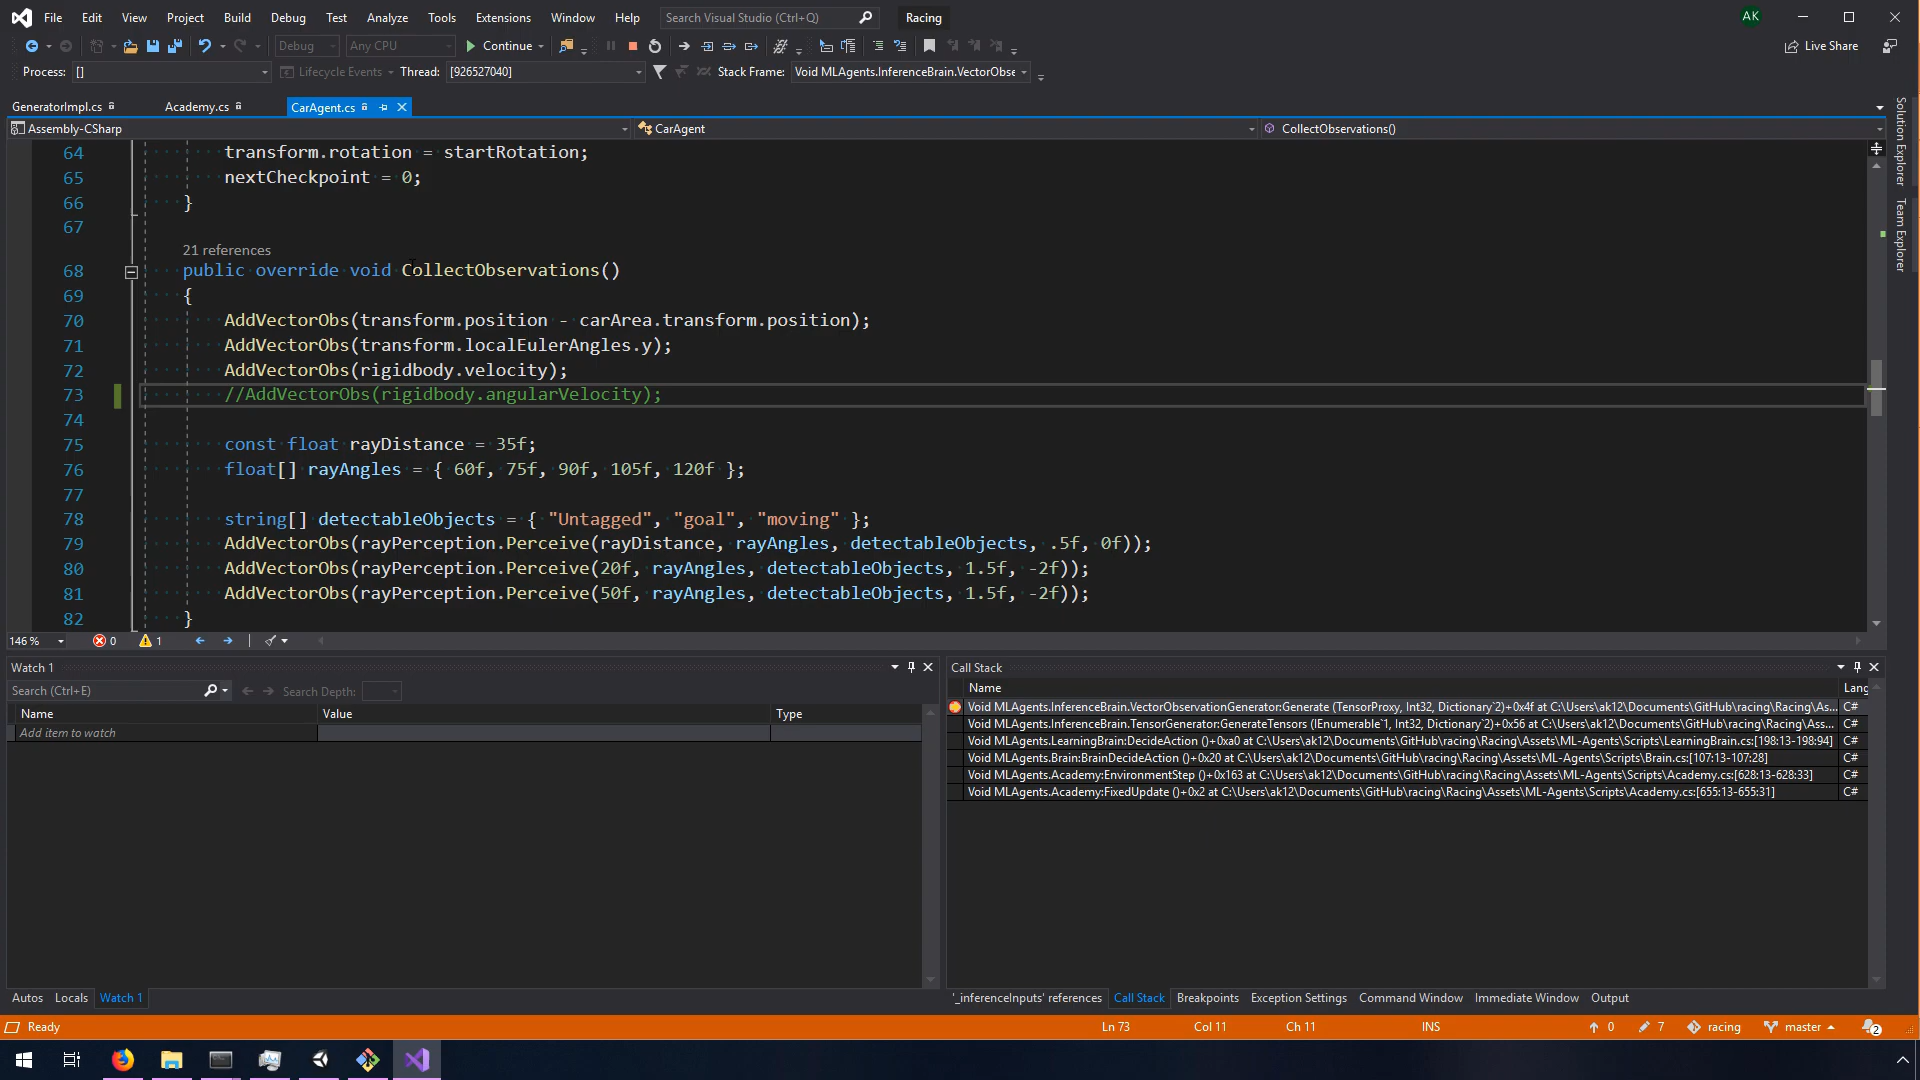 File Edit View Project Build Debug Test Analyze Tools Extensions Window Help Search Visual Studio (Ctrl+Q) Racing AK
Debug Any CPU Continue Live Share
Process: [] Lifecycle Events Thread: [926527040] Stack Frame: Void MLAgents.InferenceBrain.VectorObse
GeneratorImpl.cs Academy.cs CarAgent.cs
Assembly-CSharp CarAgent CollectObservations()
64 transform.rotation = startRotation;
65 nextCheckpoint = 0;
66 }
67
21 references
68 public override void CollectObservations()
69 {
70 AddVectorObs(transform.position - carArea.transform.position);
71 AddVectorObs(transform.localEulerAngles.y);
72 AddVectorObs(rigidbody.velocity);
73 //AddVectorObs(rigidbody.angularVelocity);
74
75 const float rayDistance = 35f;
76 float[] rayAngles = { 60f, 75f, 90f, 105f, 120f };
77
78 string[] detectableObjects = { "Untagged", "goal", "moving" };
79 AddVectorObs(rayPerception.Perceive(rayDistance, rayAngles, detectableObjects, .5f, 0f));
80 AddVectorObs(rayPerception.Perceive(20f, rayAngles, detectableObjects, 1.5f, -2f));
81 AddVectorObs(rayPerception.Perceive(50f, rayAngles, detectableObjects, 1.5f, -2f));
82 }
Solution Explorer
Team Explorer
146 % 0 1
Watch 1
Search (Ctrl+E) Search Depth:
Name Value Type
Add item to watch
Autos Locals Watch 1
Call Stack
Name Lang
Void MLAgents.InferenceBrain.VectorObservationGenerator:Generate (TensorProxy, Int32, Dictionary`2)+0x4f at C:\Users\ak12\Documents\GitHub\racing\Racing\As... C#
Void MLAgents.InferenceBrain.TensorGenerator:GenerateTensors (IEnumerable`1, Int32, Dictionary`2)+0x56 at C:\Users\ak12\Documents\GitHub\racing\Racing\Ass... C#
Void MLAgents.LearningBrain:DecideAction ()+0xa0 at C:\Users\ak12\Documents\GitHub\racing\Racing\Assets\ML-Agents\Scripts\LearningBrain.cs:[198:13-198:94] C#
Void MLAgents.Brain:BrainDecideAction ()+0x20 at C:\Users\ak12\Documents\GitHub\racing\Racing\Assets\ML-Agents\Scripts\Brain.cs:[107:13-107:28] C#
Void MLAgents.Academy:EnvironmentStep ()+0x163 at C:\Users\ak12\Documents\GitHub\racing\Racing\Assets\ML-Agents\Scripts\Academy.cs:[628:13-628:33] C#
Void MLAgents.Academy:FixedUpdate ()+0x2 at C:\Users\ak12\Documents\GitHub\racing\Racing\Assets\ML-Agents\Scripts\Academy.cs:[655:13-655:31] C#
'_inferenceInputs' references Call Stack Breakpoints Exception Settings Command Window Immediate Window Output
Ready Ln 73 Col 11 Ch 11 INS 0 7 racing master 2